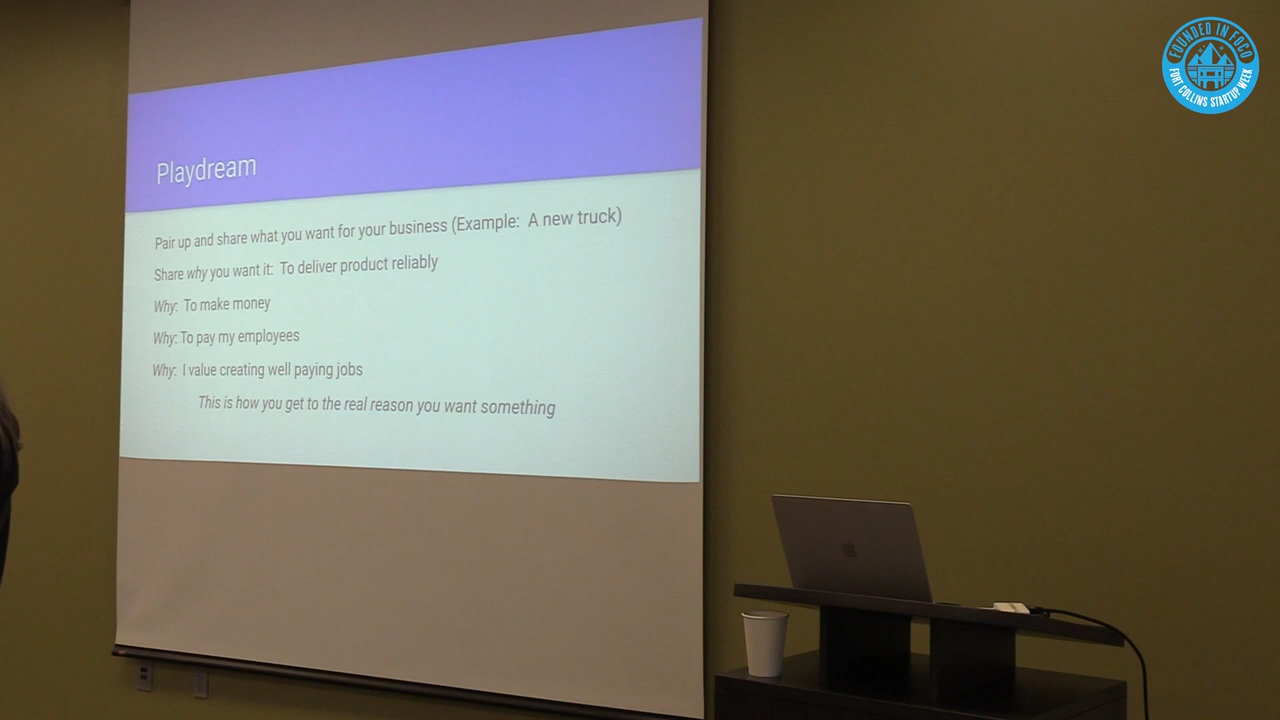 Playdream
Pair up and share what you want for your business (Example: A new truck)
Share why you want it: To deliver product reliably
Why: To make money
Why: To pay my employees
Why: I value creating well paying jobs
This is how you get to the real reason you want something
FOUNDED IN FOCO
FORT COLLINS STARTUP WEEK